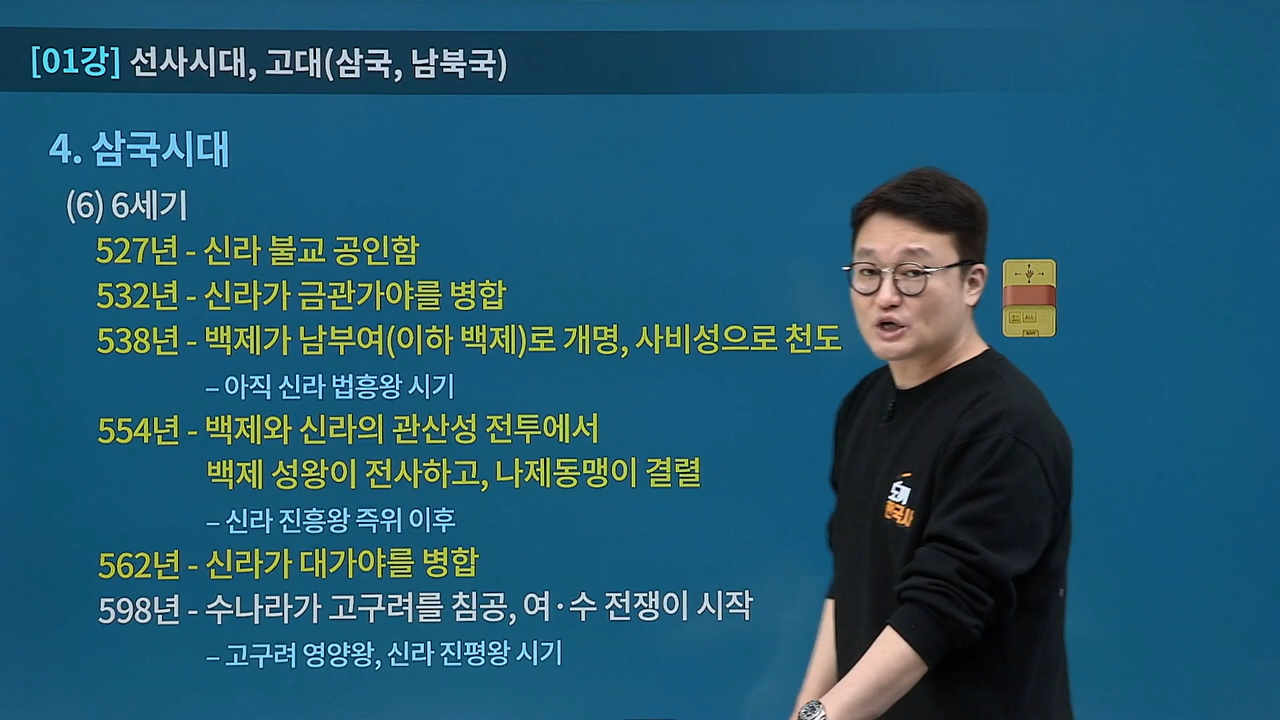 [01강] 선사시대, 고대(삼국, 남북국)
4. 삼국시대
(6) 6세기
527년 - 신라 불교 공인함
532년 - 신라가 금관가야를 병합
538년 - 백제가 남부여(이하 백제)로 개명, 사비성으로 천도
– 아직 신라 법흥왕 시기
554년 - 백제와 신라의 관산성 전투에서
백제 성왕이 전사하고, 나제동맹이 결렬
– 신라 진흥왕 즉위 이후
562년 - 신라가 대가야를 병합
598년 - 수나라가 고구려를 침공, 여·수 전쟁이 시작
– 고구려 영양왕, 신라 진평왕 시기
ALL
한국사